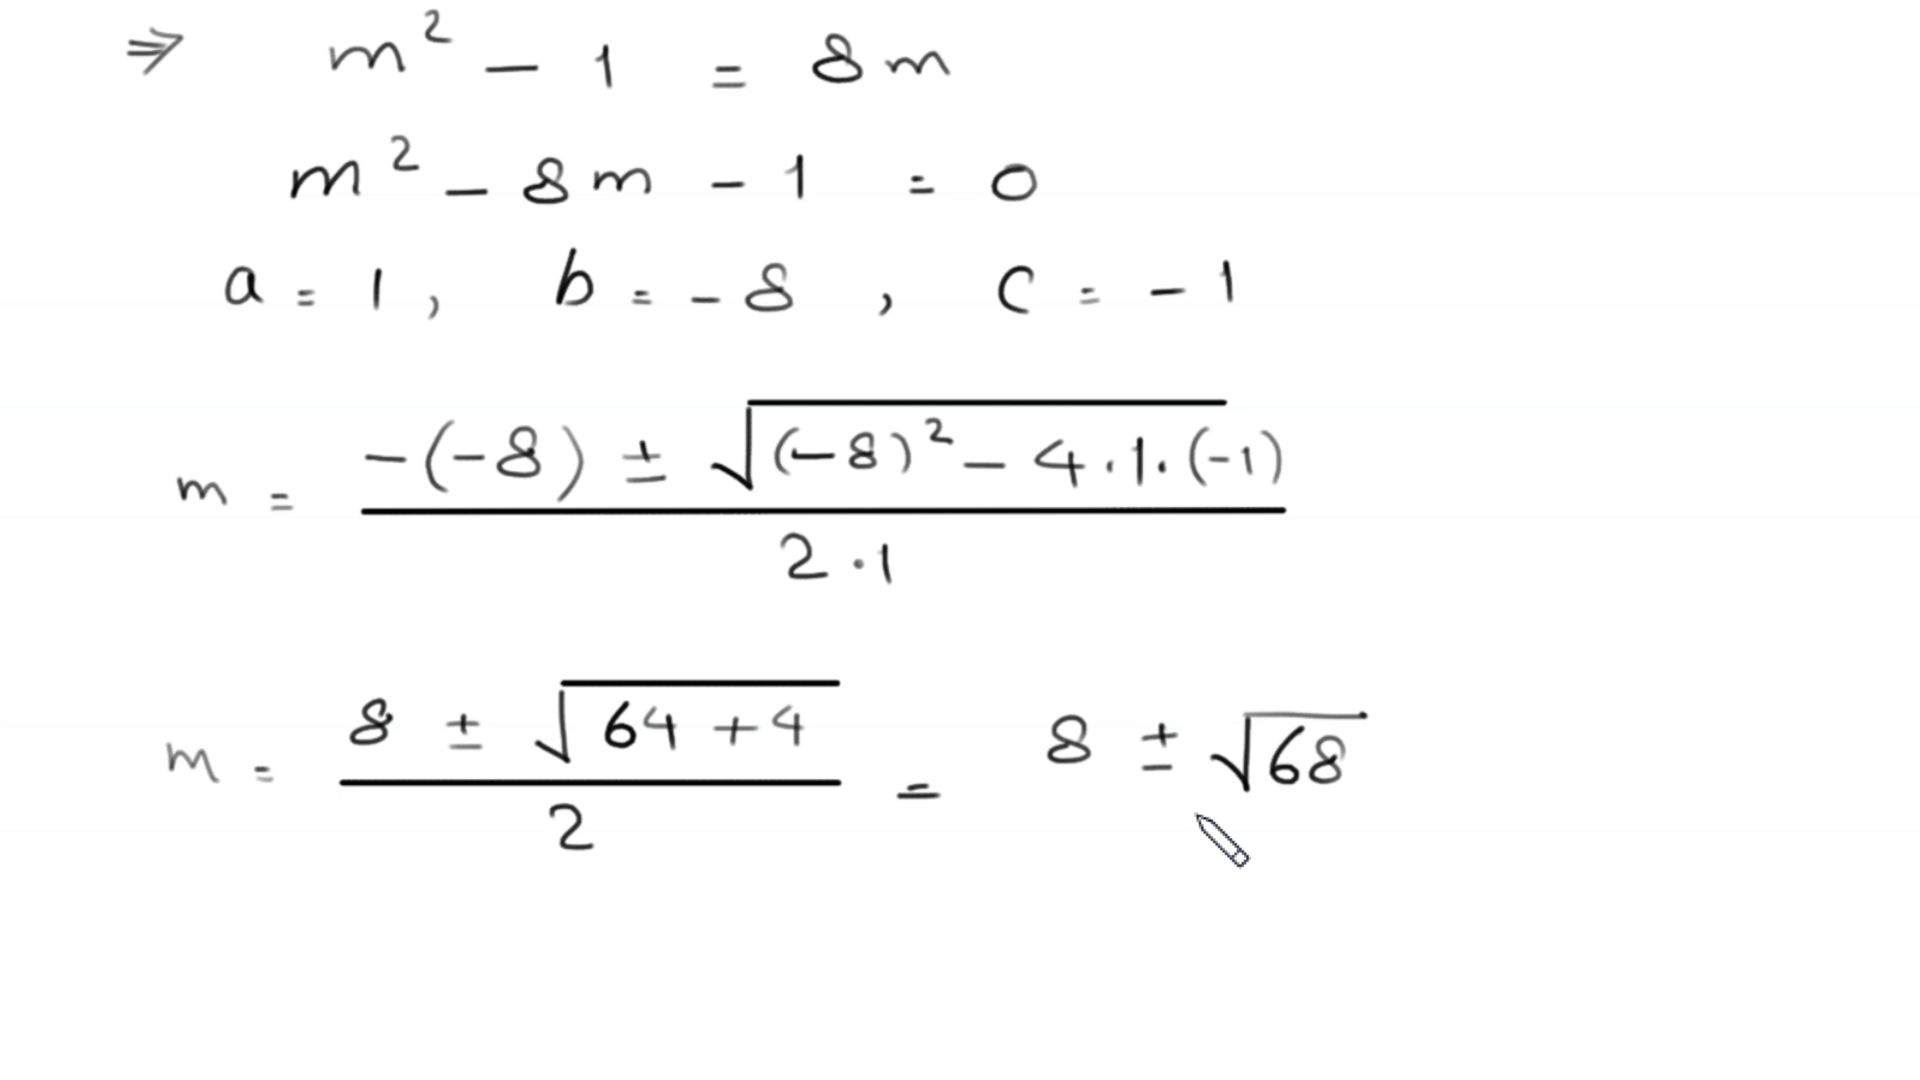 ⇒ m² - 1 = 8m
m² - 8m - 1 = 0
a = 1, b = -8, c = -1
m = (-(-8) ± √((-8)² - 4·1·(-1))) / (2·1)
m = (8 ± √(64 + 4)) / 2 = 8 ± √68